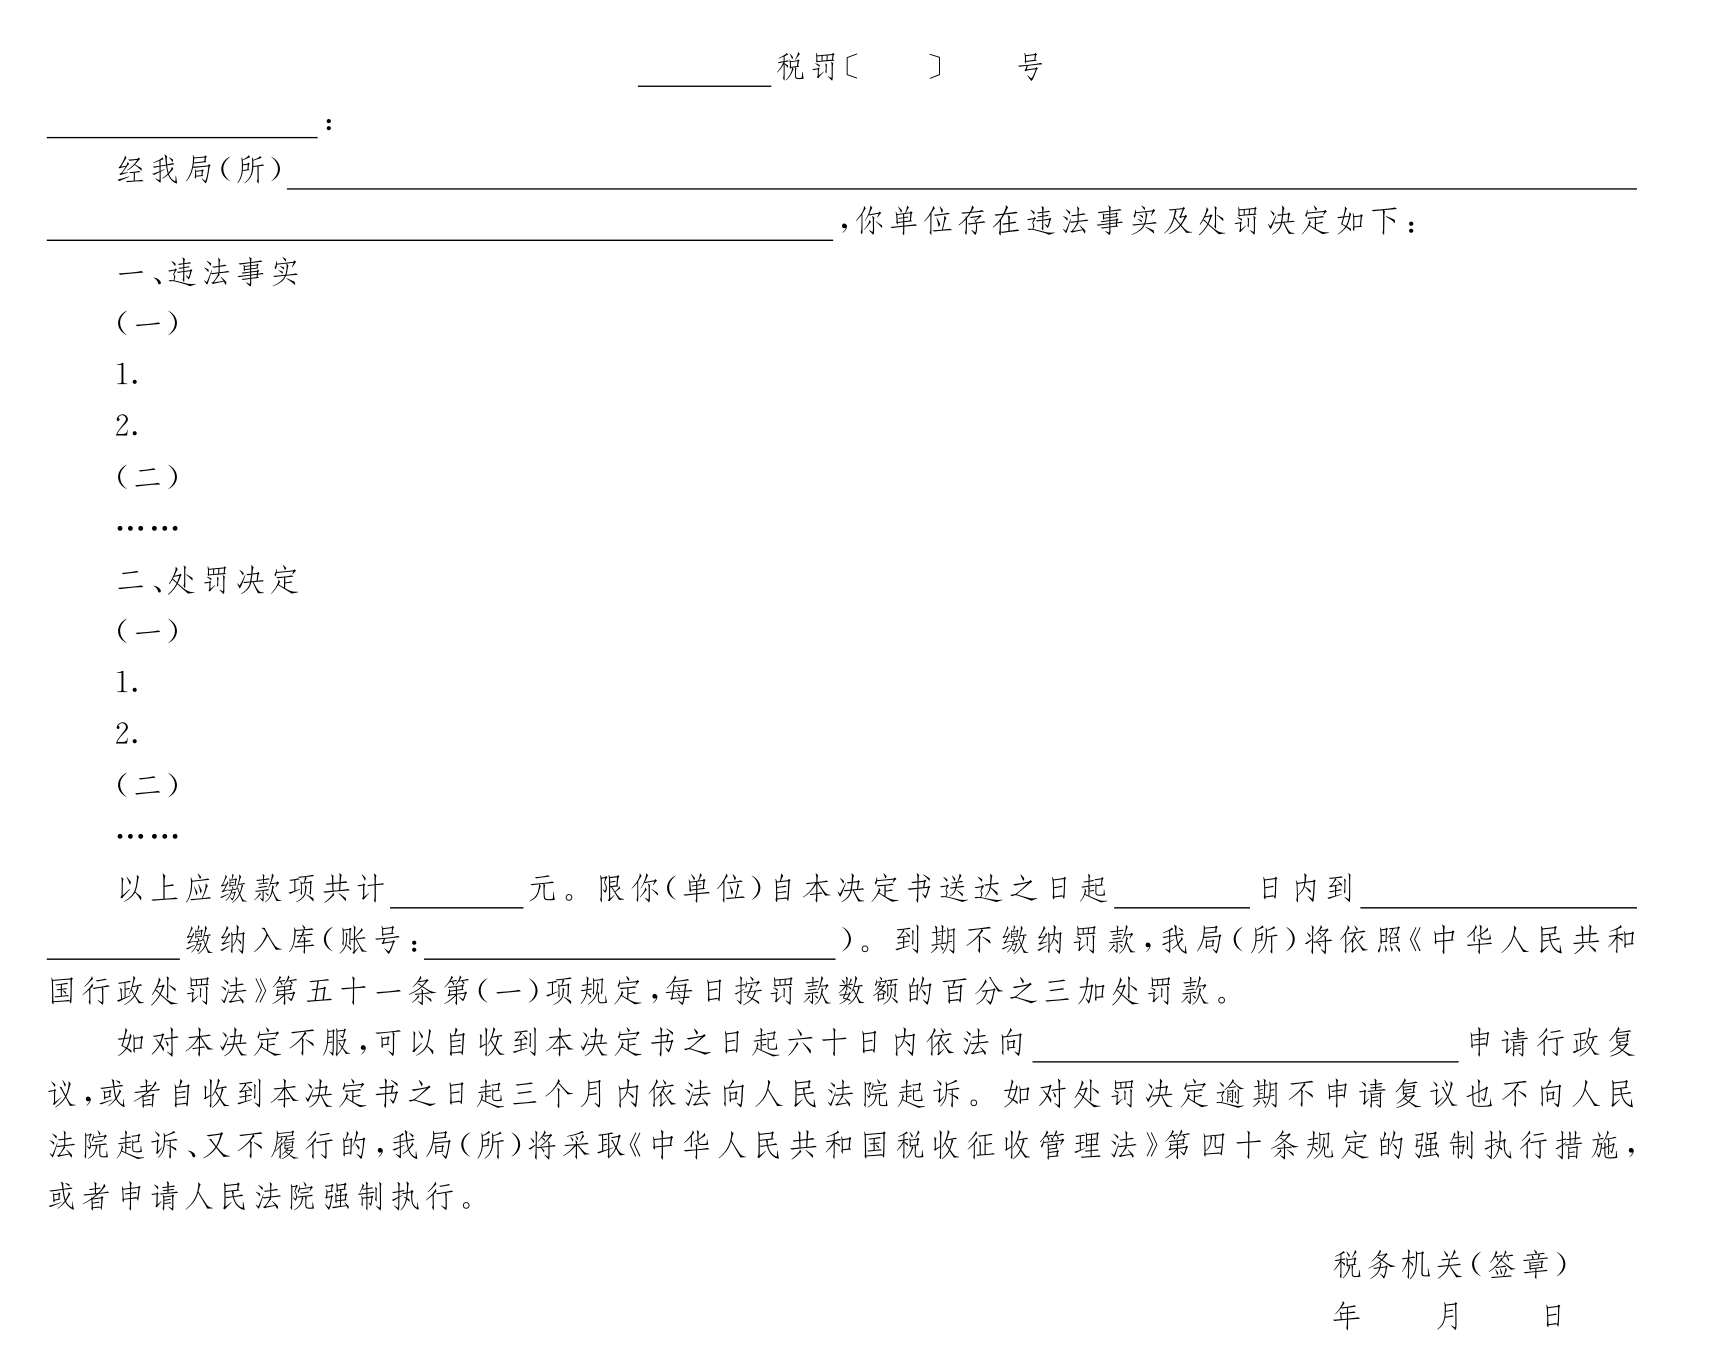 ________税罚〔　　〕　　号
________________：
经我局(所)________________________________________________________________________________
______________________________________________,你单位存在违法事实及处罚决定如下：
一、违法事实
(一)
1.
2.
(二)
……
二、处罚决定
(一)
1.
2.
(二)
……
以上应缴款项共计________元。限你(单位)自本决定书送达之日起________日内到________________
________缴纳入库(账号：________________________)。到期不缴纳罚款,我局(所)将依照《中华人民共和
国行政处罚法》第五十一条第(一)项规定,每日按罚款数额的百分之三加处罚款。
如对本决定不服,可以自收到本决定书之日起六十日内依法向________________________申请行政复
议,或者自收到本决定书之日起三个月内依法向人民法院起诉。如对处罚决定逾期不申请复议也不向人民
法院起诉、又不履行的,我局(所)将采取《中华人民共和国税收征收管理法》第四十条规定的强制执行措施,
或者申请人民法院强制执行。
税务机关(签章)
年　　月　　日